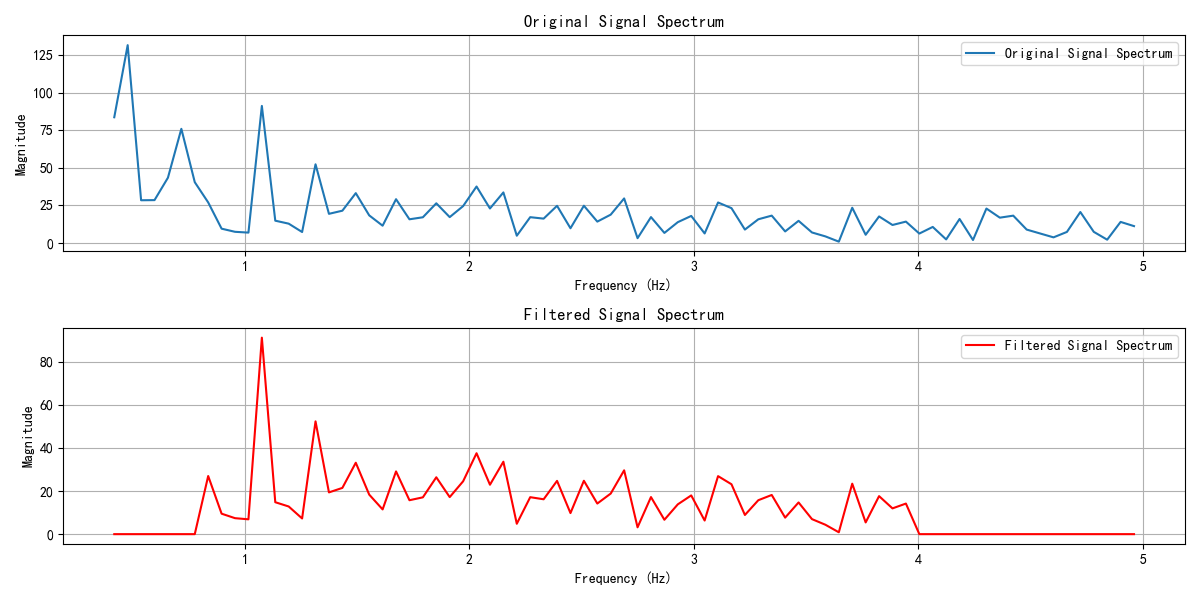 Original Signal Spectrum
Original Signal Spectrum
Magnitude
125
100
75
50
25
0
1 2 3 4 5
Frequency (Hz)
Filtered Signal Spectrum
Filtered Signal Spectrum
Magnitude
80
60
40
20
0
1 2 3 4 5
Frequency (Hz)